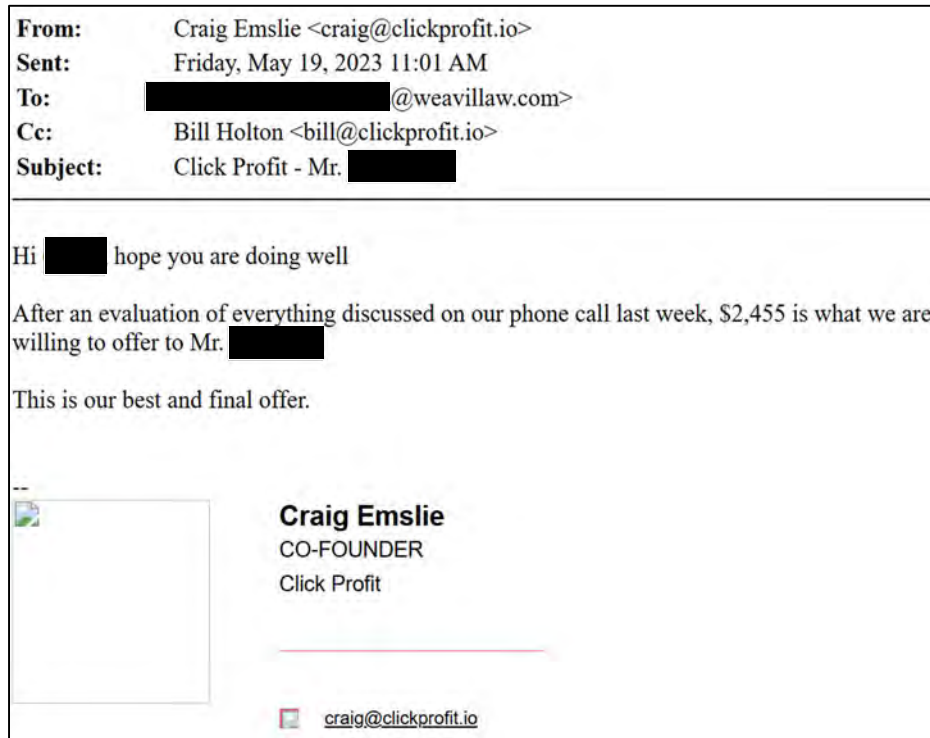 From: Craig Emslie <craig@clickprofit.io>
Sent: Friday, May 19, 2023 11:01 AM
To: @weavillaw.com>
Cc: Bill Holton <bill@clickprofit.io>
Subject: Click Profit - Mr.
Hi hope you are doing well
After an evaluation of everything discussed on our phone call last week, $2,455 is what we are
willing to offer to Mr.
This is our best and final offer.
--
Craig Emslie
CO-FOUNDER
Click Profit
craig@clickprofit.io